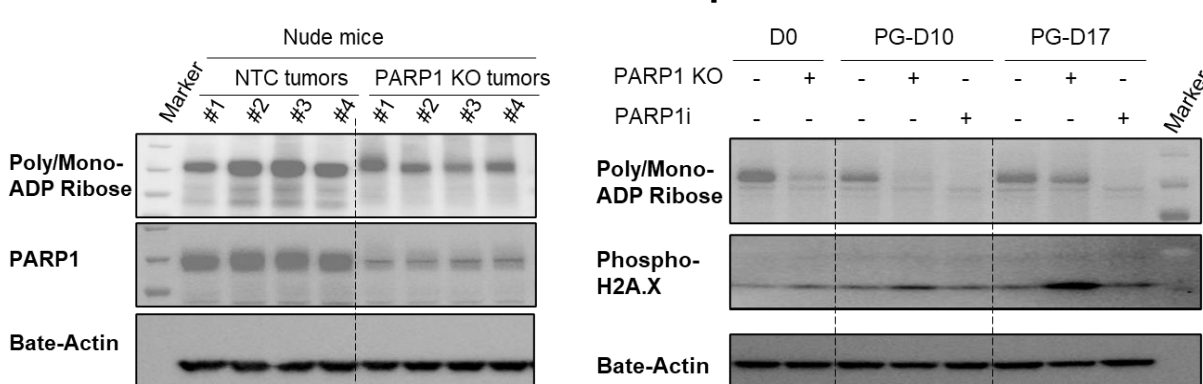 Nude mice
NTC tumors PARP1 KO tumors
Marker #1 #2 #3 #4 #1 #2 #3 #4
Poly/Mono-
ADP Ribose
PARP1
Bate-Actin
D0 PG-D10 PG-D17
PARP1 KO - + - + - - + -
PARP1i - - - - + - - +
Marker
Poly/Mono-
ADP Ribose
Phospho-
H2A.X
Bate-Actin